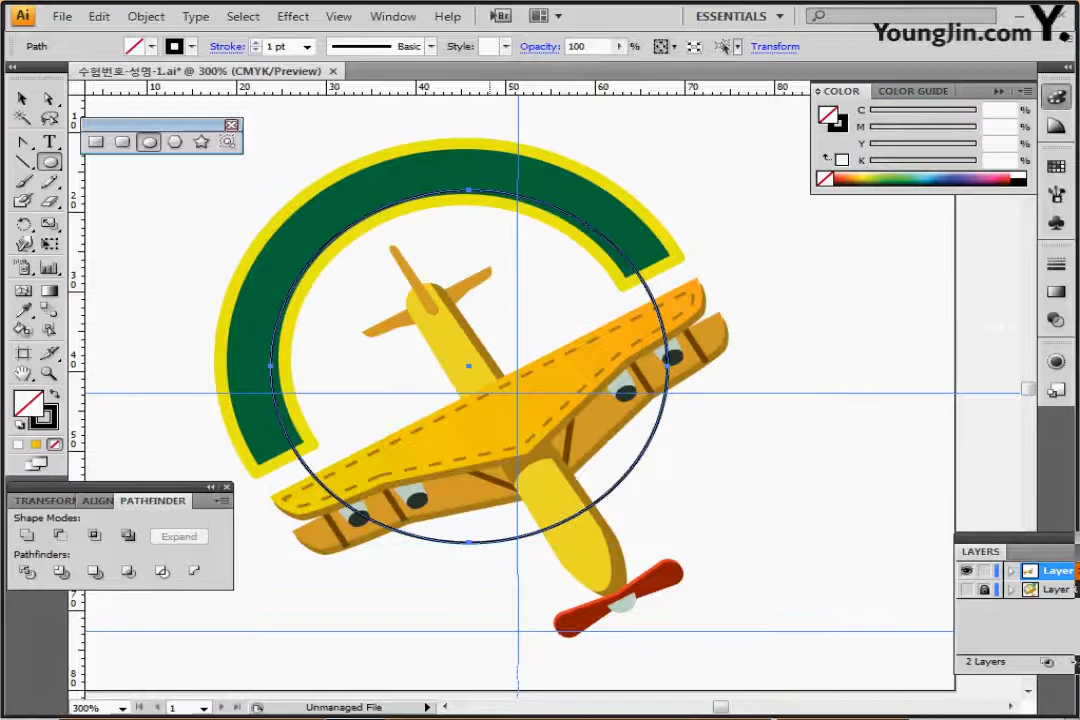 Ai File Edit Object Type Select Effect View Window Help Br ESSENTIALS
YoungJin.com Y.
Path Stroke: 1 pt Basic Style: Opacity: 100 % Transform
수험번호-성명-1.ai* @ 300% (CMYK/Preview)
10 20 30 40 50 60 70 80
COLOR COLOR GUIDE
C %
M %
Y %
K %
TRANSFORM ALIGN PATHFINDER
Shape Modes:
Expand
Pathfinders:
LAYERS
Layer
Layer
2 Layers
300% 1 Unmanaged File